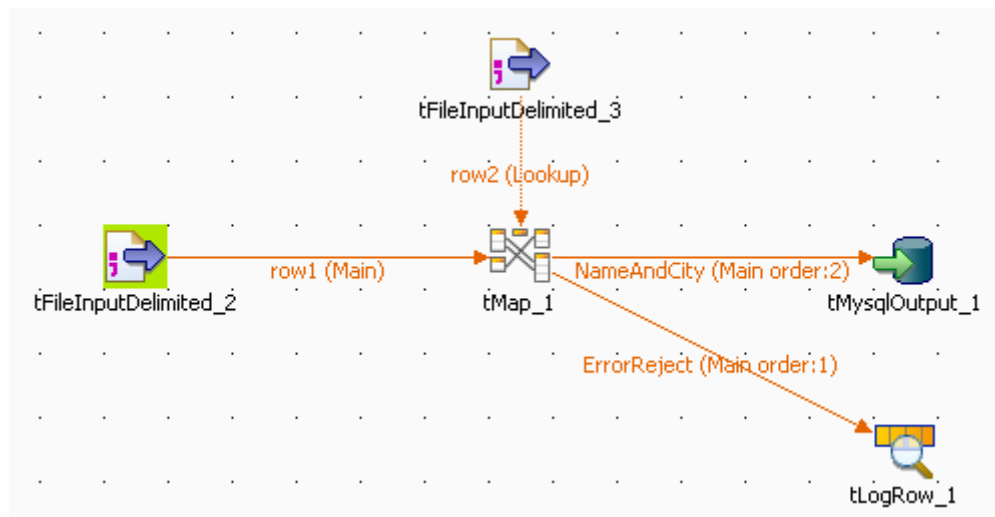 tFileInputDelimited_3
row2 (Lookup)
row1 (Main)
NameAndCity (Main order:2)
tFileInputDelimited_2
tMap_1
tMysqlOutput_1
ErrorReject (Main order:1)
tLogRow_1